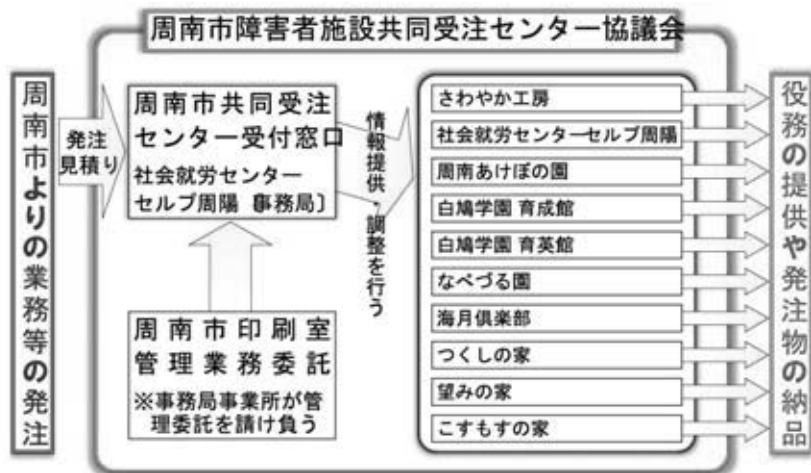 周南市障害者施設共同受注センター協議会
周南市よりの業務等の発注
発注
見積り
周南市共同受注
センター受付窓口
社会就労センター
セルプ周陽〔事務局〕
情報提供・調整を行う
周南市印刷室
管理業務委託
※事務局事業所が管
理委託を請け負う
さわやか工房
社会就労センターセルプ周陽
周南あけぼの園
白鳩学園 育成館
白鳩学園 育英館
なべづる園
海月倶楽部
つくしの家
望みの家
こすもすの家
役務の提供や発注物の納品